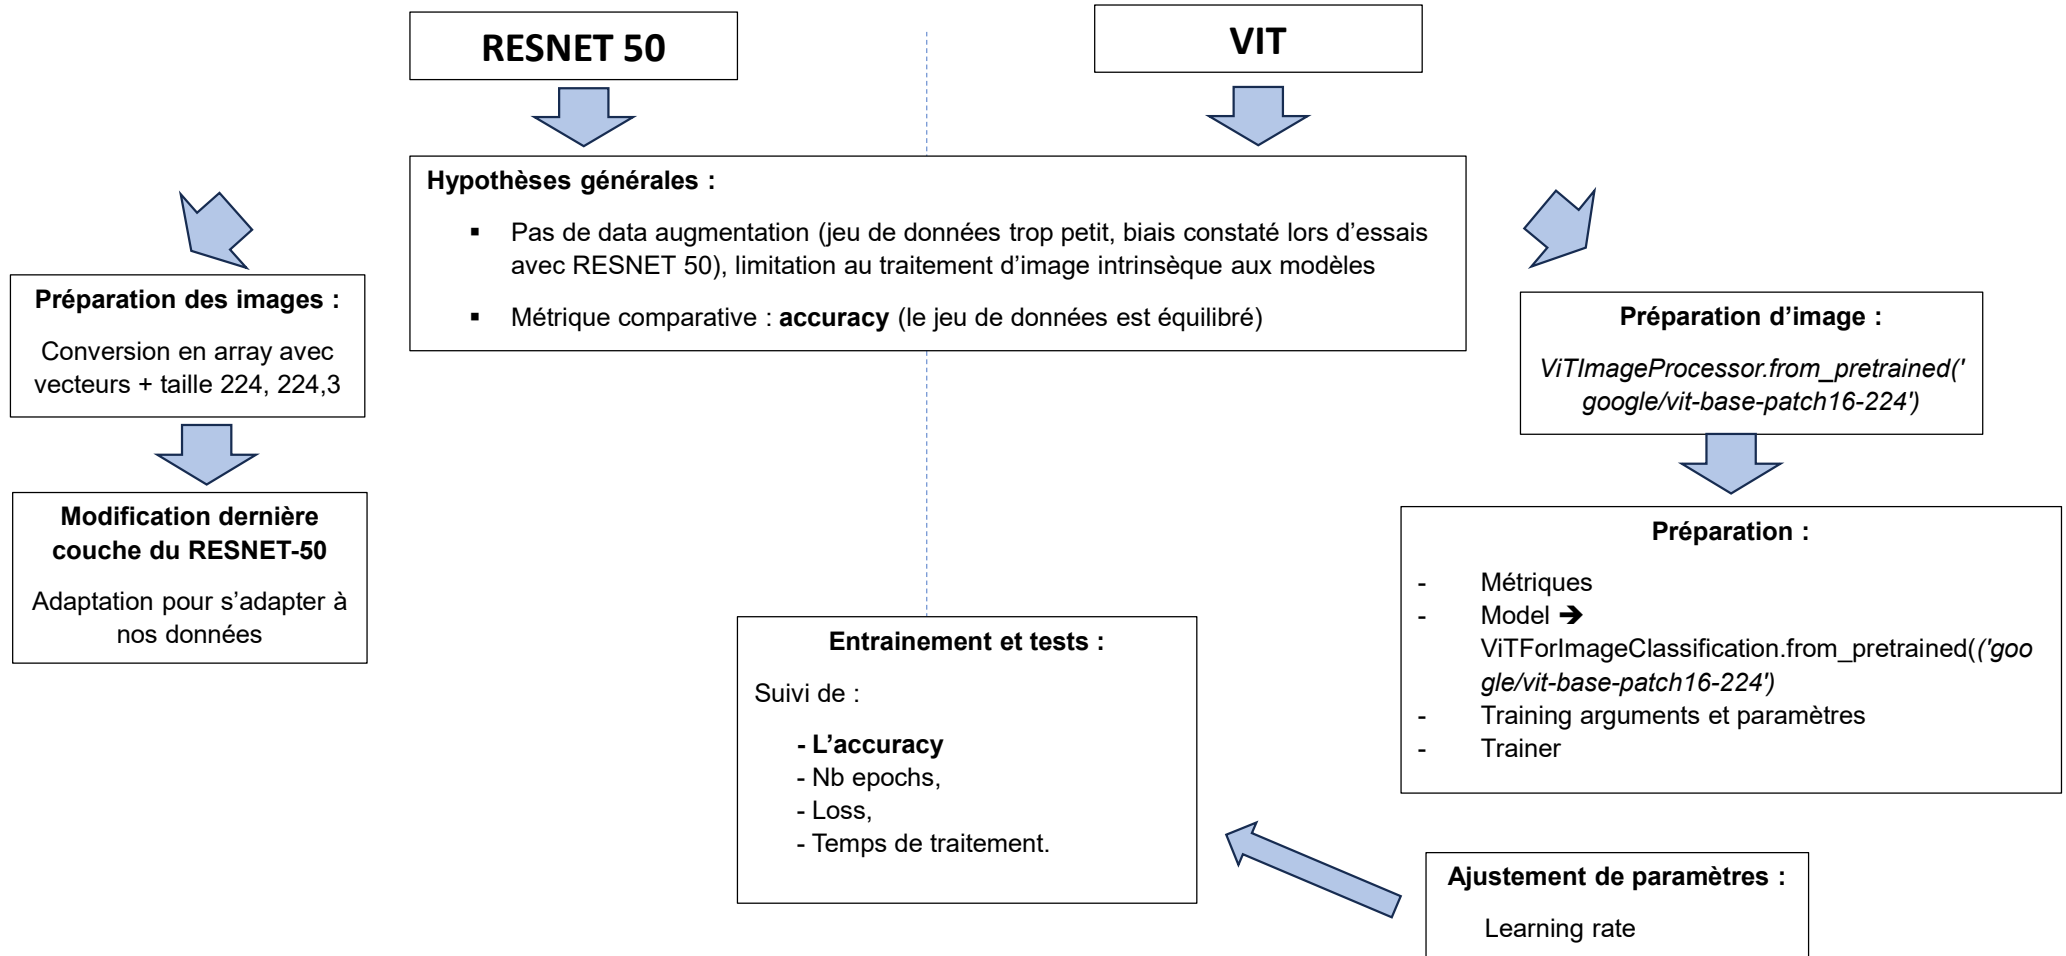 RESNET 50
VIT
Hypothèses générales :
▪ Pas de data augmentation (jeu de données trop petit, biais constaté lors d’essais
avec RESNET 50), limitation au traitement d’image intrinsèque aux modèles
▪ Métrique comparative : accuracy (le jeu de données est équilibré)
Préparation des images :
Conversion en array avec
vecteurs + taille 224, 224,3
Modification dernière
couche du RESNET-50
Adaptation pour s’adapter à
nos données
Préparation d’image :
ViTImageProcessor.from_pretrained('
google/vit-base-patch16-224')
Préparation :
- Métriques
- Model ➔
ViTForImageClassification.from_pretrained(('goo
gle/vit-base-patch16-224')
- Training arguments et paramètres
- Trainer
Entrainement et tests :
Suivi de :
- L’accuracy
- Nb epochs,
- Loss,
- Temps de traitement.
Ajustement de paramètres :
Learning rate